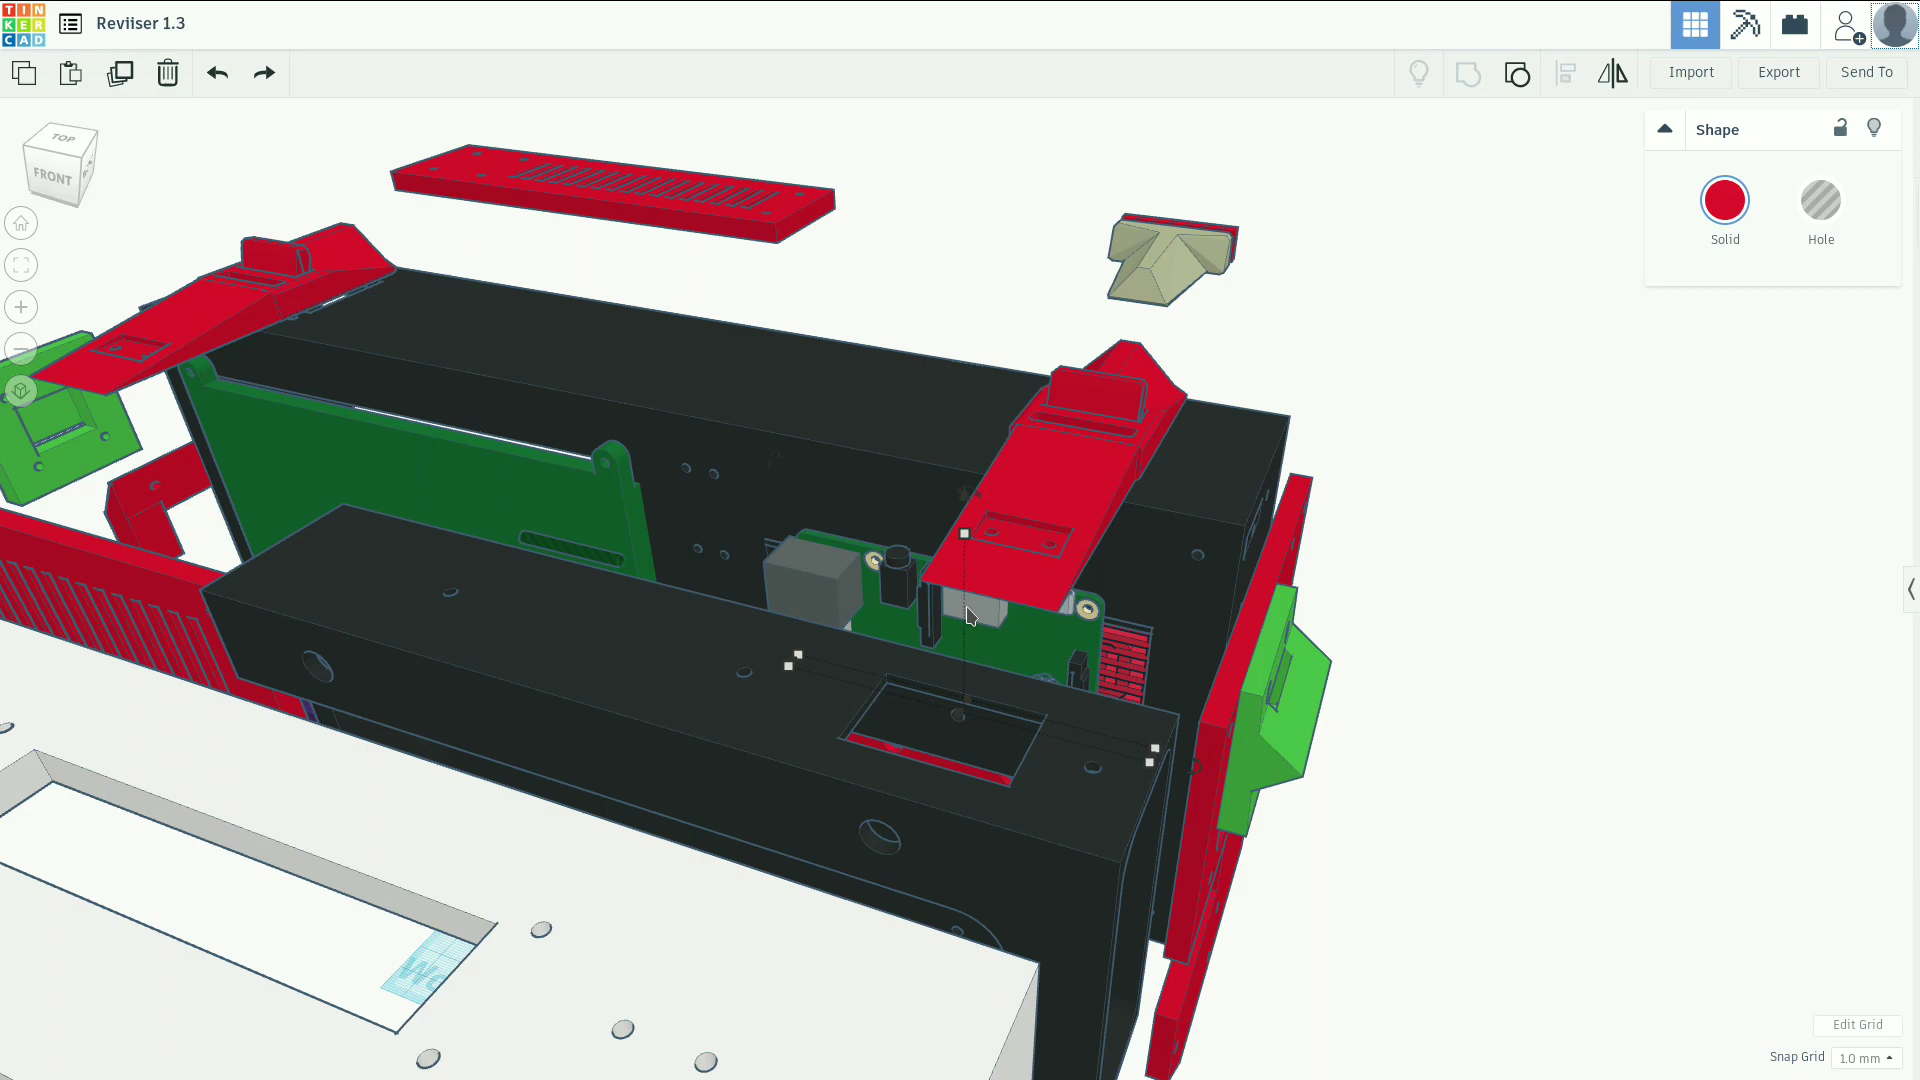 TIN
KER
CAD
Reviiser 1.3
Import
Export
Send To
TOP
FRONT
Shape
Solid
Hole
Wo
Edit Grid
Snap Grid
1.0 mm